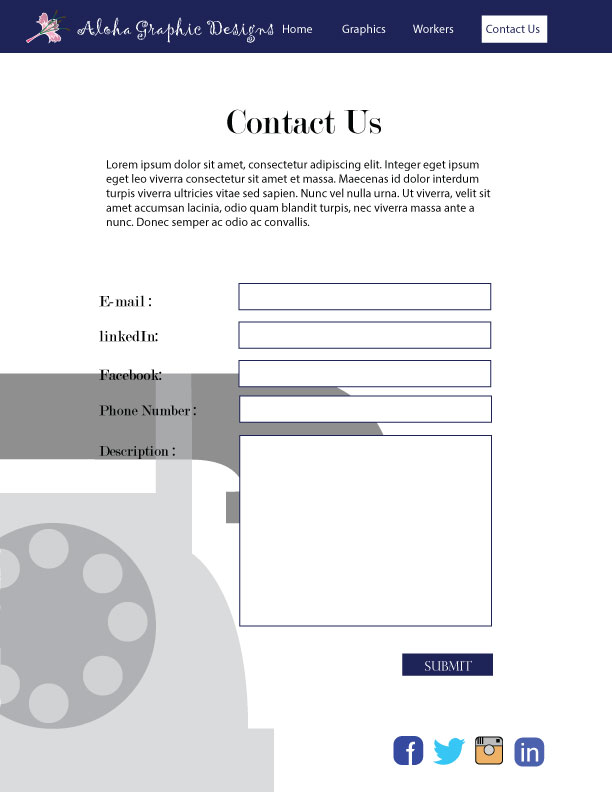 Aloha Graphic Designs Home Graphics Workers Contact Us
Contact Us
Lorem ipsum dolor sit amet, consectetur adipiscing elit. Integer eget ipsum
eget leo viverra consectetur sit amet et massa. Maecenas id dolor interdum
turpis viverra ultricies vitae sed sapien. Nunc vel nulla urna. Ut viverra, velit sit
amet accumsan lacinia, odio quam blandit turpis, nec viverra massa ante a
nunc. Donec semper ac odio ac convallis.
E-mail :
linkedIn:
Facebook:
Phone Number :
Description :
SUBMIT
f in